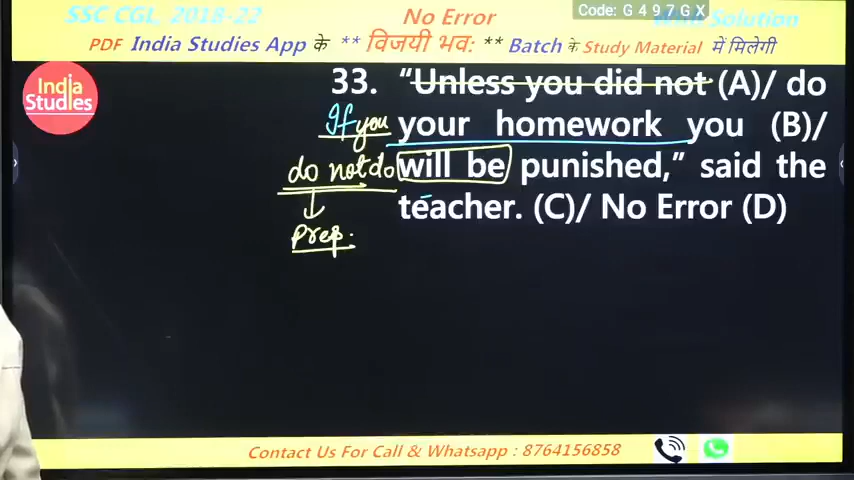 SSC CGL, 2018-22 No Error Code: G 4 9 7 G X Solution
PDF India Studies App के ** विजयी भव: ** Batch के Study Material में मिलेगी
India
Studies
33. "Unless you did not (A)/ do
If you your homework you (B)/
do not do will be punished," said the
teacher. (C)/ No Error (D)
Prep.
Contact Us For Call & Whatsapp : 8764156858